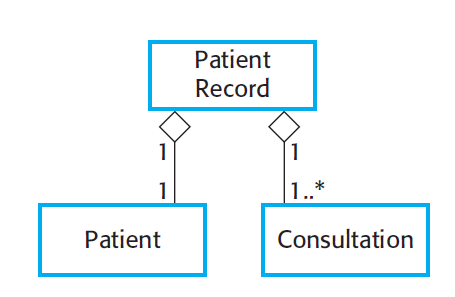 Patient
Record
1
1
1
1..*
Patient
Consultation